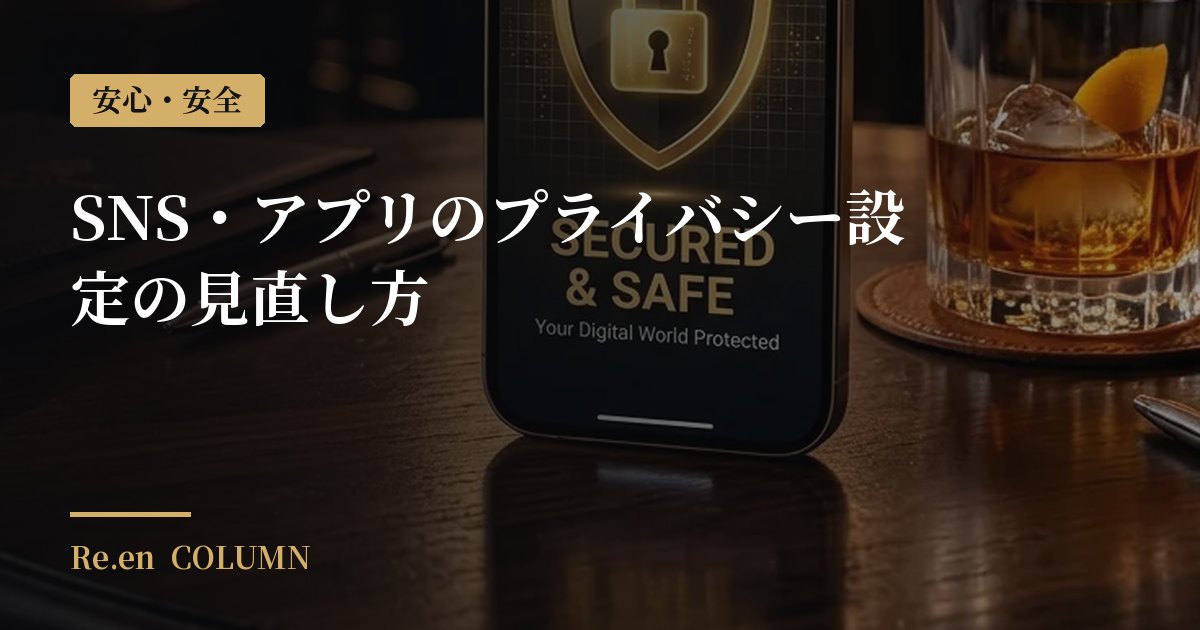 安心・安全
SNS・アプリのプライバシー設
定の見直し方
SECURED
& SAFE
Your Digital World Protected
Re.en COLUMN